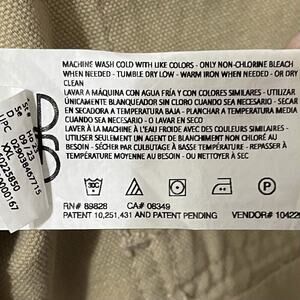 MACHINE WASH COLD WITH LIKE COLORS - ONLY NON-CHLORINE BLEACH
WHEN NEEDED - TUMBLE DRY LOW - WARM IRON WHEN NEEDED - OR DRY
CLEAN
LAVAR A MÁQUINA CON AGUA FRÍA Y CON COLORES SIMILARES - UTILIZAR
ÚNICAMENTE BLANQUEADOR SIN CLORO CUANDO SEA NECESARIO - SECAR
EN SECADORA A TEMPERATURA BAJA - PLANCHAR A TEMPERATURA MEDIA
CUANDO SEA NECESARIO - O LAVAR EN SECO
LAVER À LA MACHINE À L'EAU FROIDE AVEC DES COULEURS SIMILAIRES
- UTILISER SEULEMENT DE L'AGENT BLANCHIMENT NON CHLORÉ AU
BESOIN - SÉCHER PAR CULBUTAGE À BASSE TEMPÉRATURE - REPASSER À
TEMPÉRATURE MOYENNE AU BESOIN - OU NETTOYER À SEC
RN# 89828 CA# 08349
PATENT 10,251,431 AND PATENT PENDING VENDOR# 104225
09/23
XXL